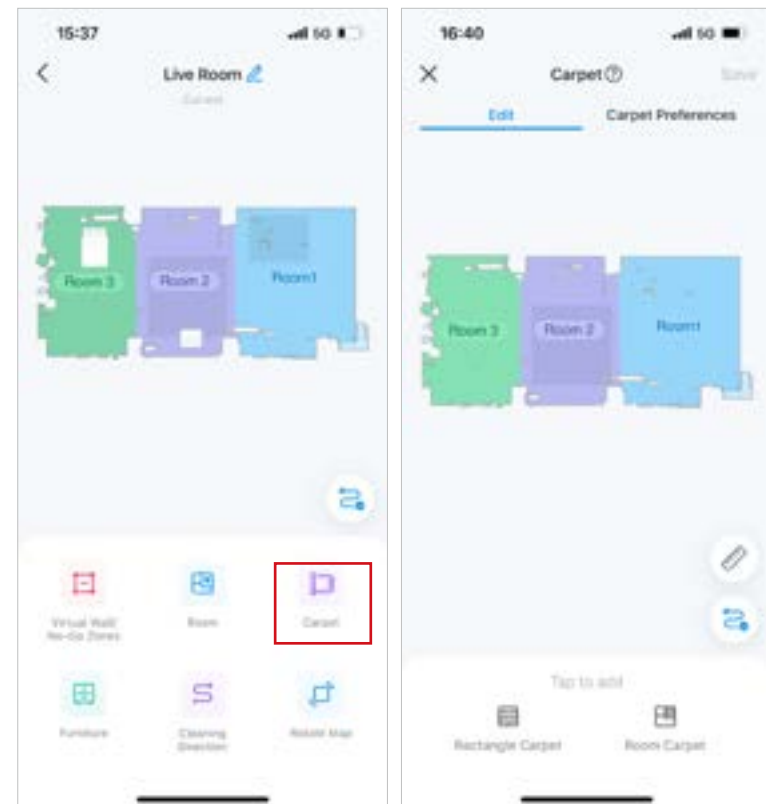 15:37
5G
Live Room
Current
Room 3
Room 2
Room1
Virtual Wall/
No-Go Zones
Room
Carpet
Furniture
Cleaning
Direction
Rotate Map
16:40
5G
Carpet
Save
Edit
Carpet Preferences
Room 3
Room 2
Room1
Tap to add
Rectangle Carpet
Room Carpet